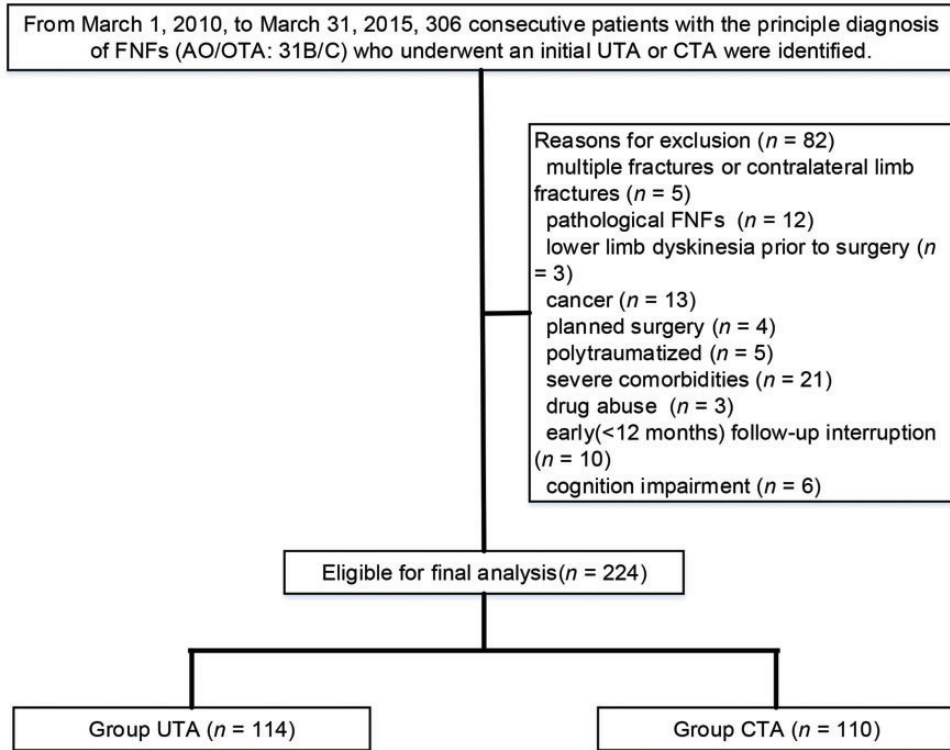 From March 1, 2010, to March 31, 2015, 306 consecutive patients with the principle diagnosis
of FNFs (AO/OTA: 31B/C) who underwent an initial UTA or CTA were identified.
Reasons for exclusion (n = 82)
multiple fractures or contralateral limb
fractures (n = 5)
pathological FNFs (n = 12)
lower limb dyskinesia prior to surgery (n
= 3)
cancer (n = 13)
planned surgery (n = 4)
polytraumatized (n = 5)
severe comorbidities (n = 21)
drug abuse (n = 3)
early(<12 months) follow-up interruption
(n = 10)
cognition impairment (n = 6)
Eligible for final analysis(n = 224)
Group UTA (n = 114)
Group CTA (n = 110)